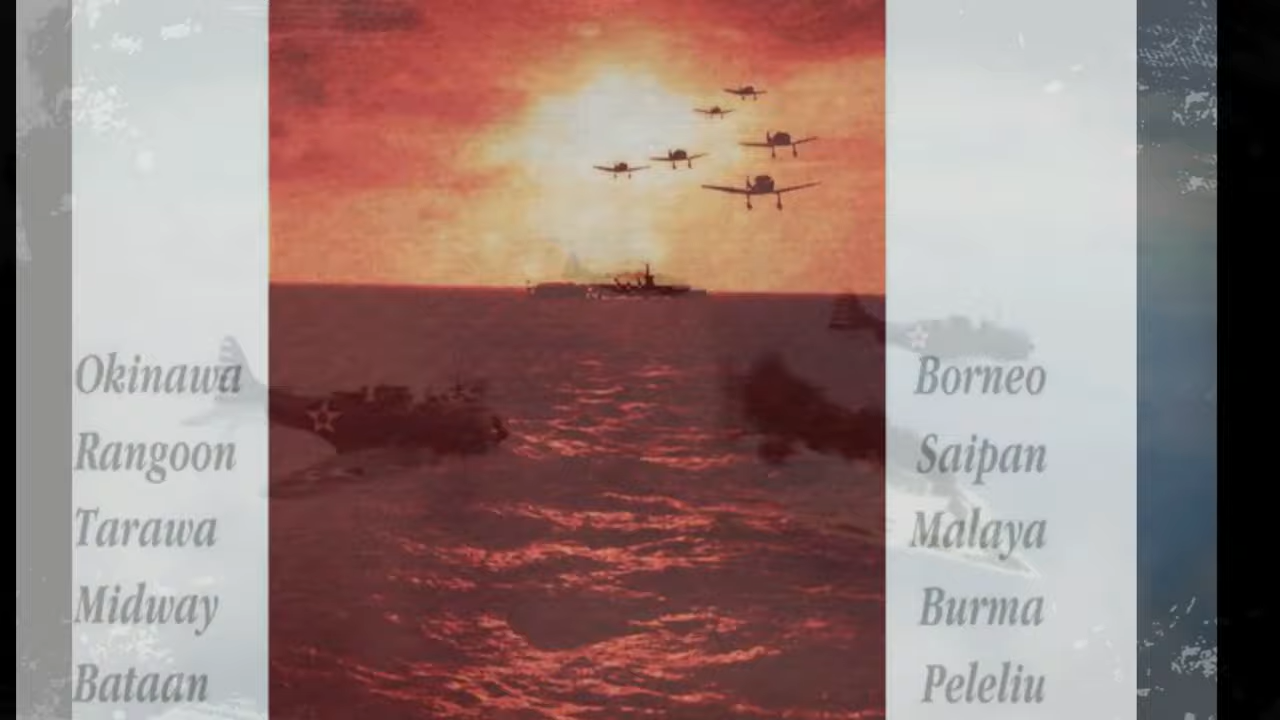 Okinawa
Rangoon
Tarawa
Midway
Bataan
Borneo
Saipan
Malaya
Burma
Peleliu